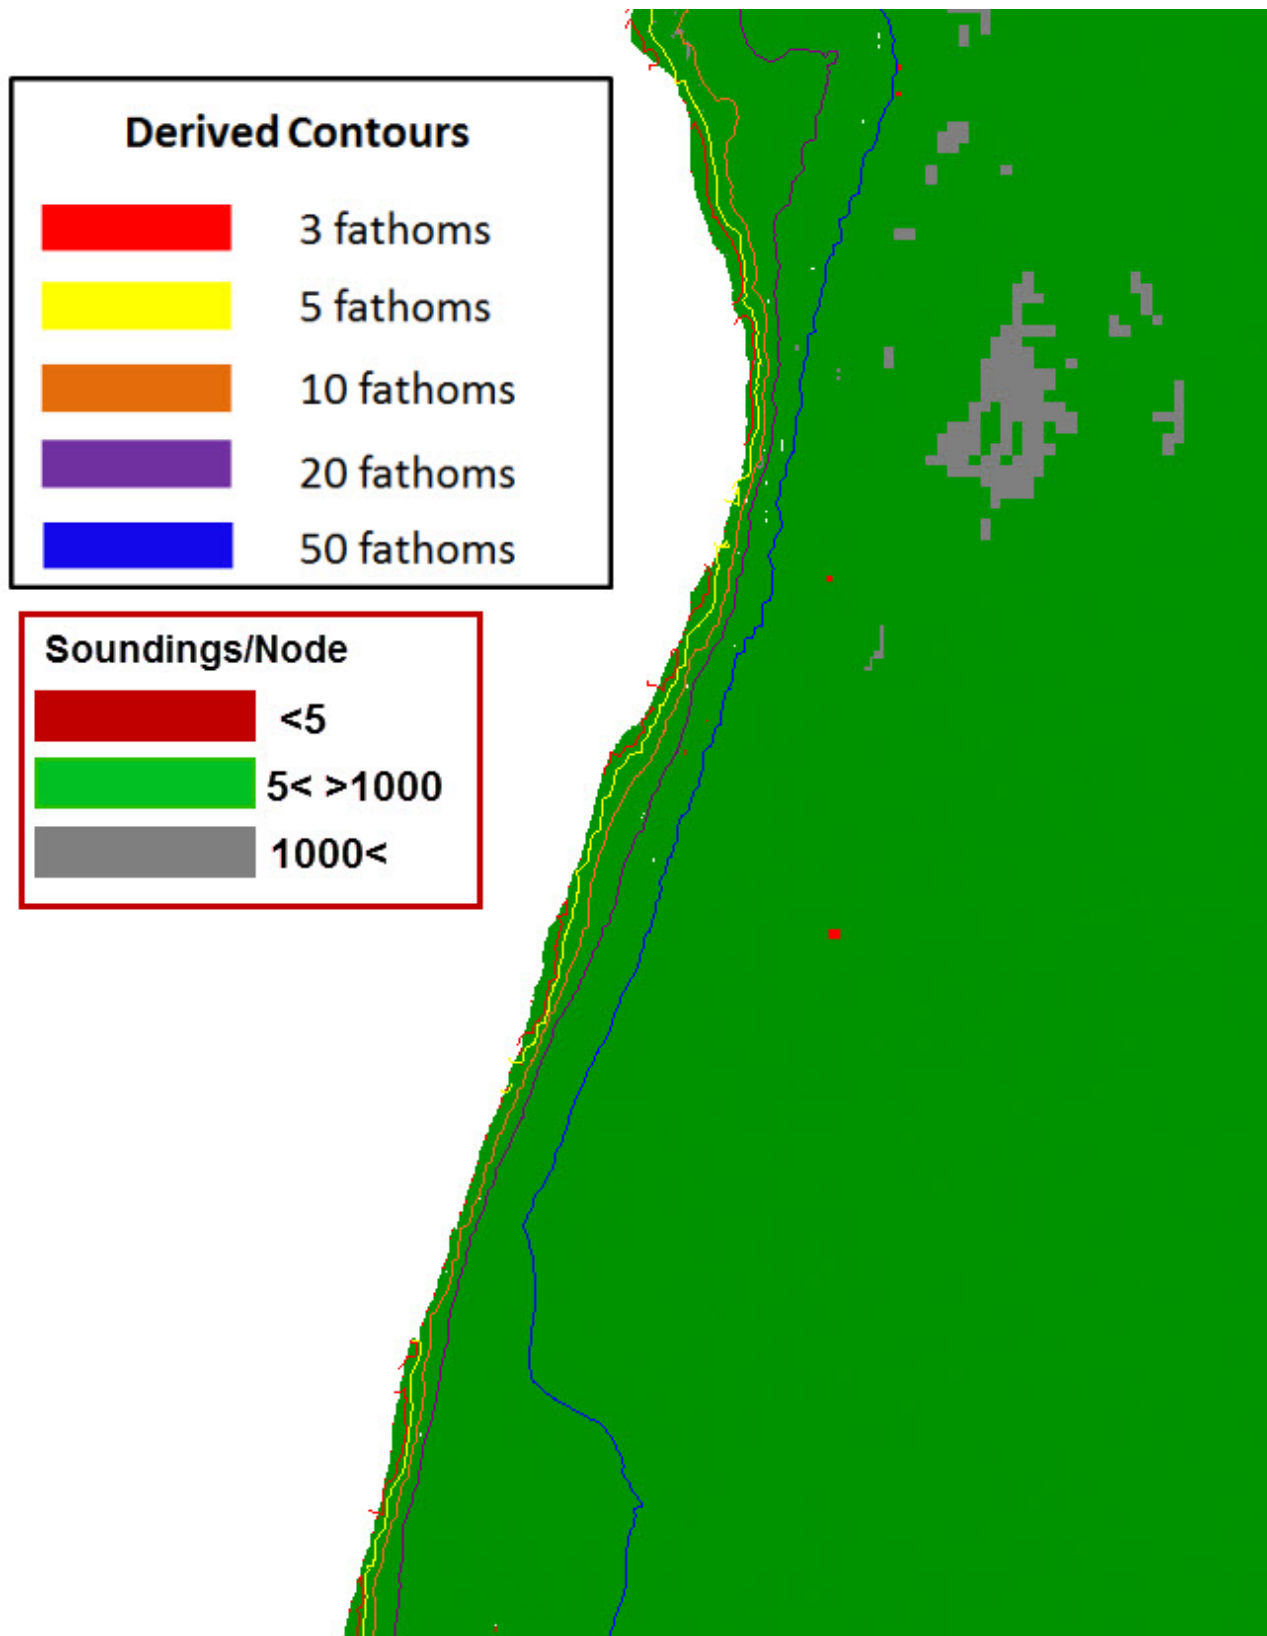 Derived Contours
3 fathoms
5 fathoms
10 fathoms
20 fathoms
50 fathoms
Soundings/Node
<5
5< >1000
1000<